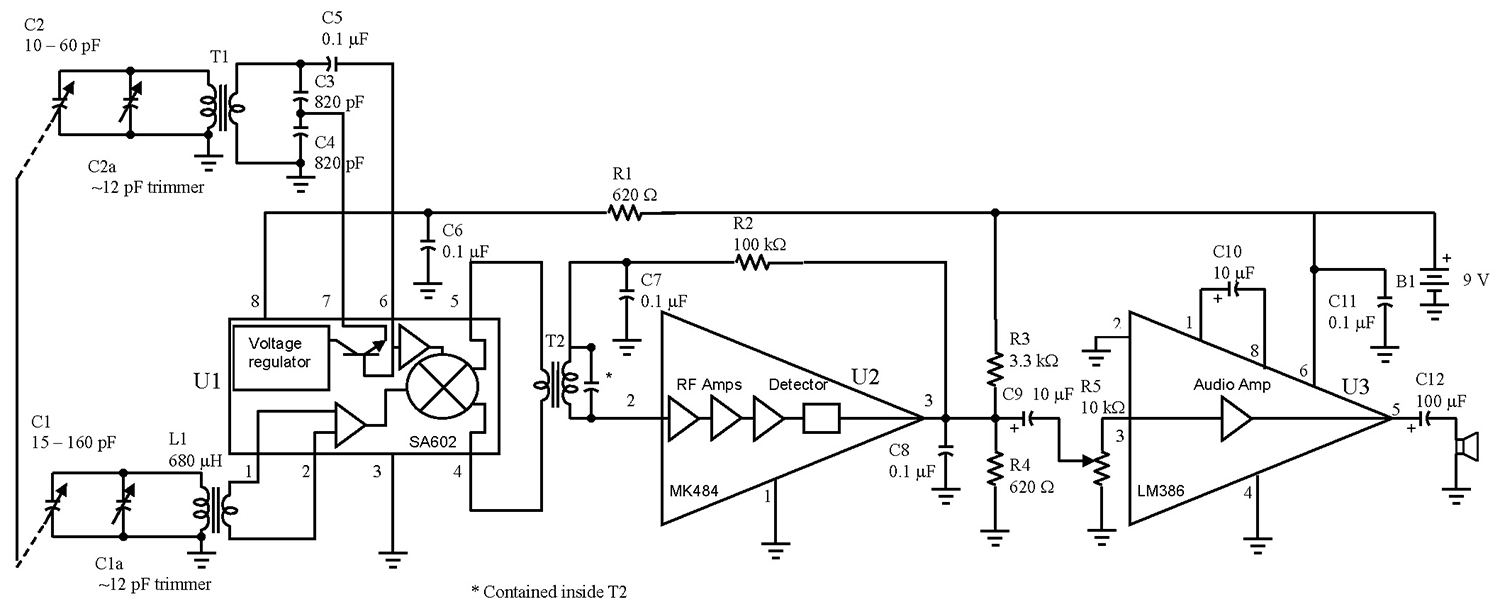 C2
10 – 60 pF
T1
C5
0.1 µF
C3
820 pF
C4
820 pF
C2a
~12 pF trimmer
R1
620 Ω
C6
0.1 µF
R2
100 kΩ
C7
0.1 µF
8
7
6
5
Voltage
regulator
U1
SA602
1
2
3
4
C1
15 – 160 pF
L1
680 µH
C1a
~12 pF trimmer
T2
*
2
RF Amps
Detector
U2
3
MK484
1
C8
0.1 µF
R3
3.3 kΩ
C9
10 µF
+
R4
620 Ω
R5
10 kΩ
3
2
1
C10
10 µF
+
8
6
Audio Amp
U3
LM386
4
5
C11
0.1 µF
B1
+
9 V
C12
100 µF
+
* Contained inside T2